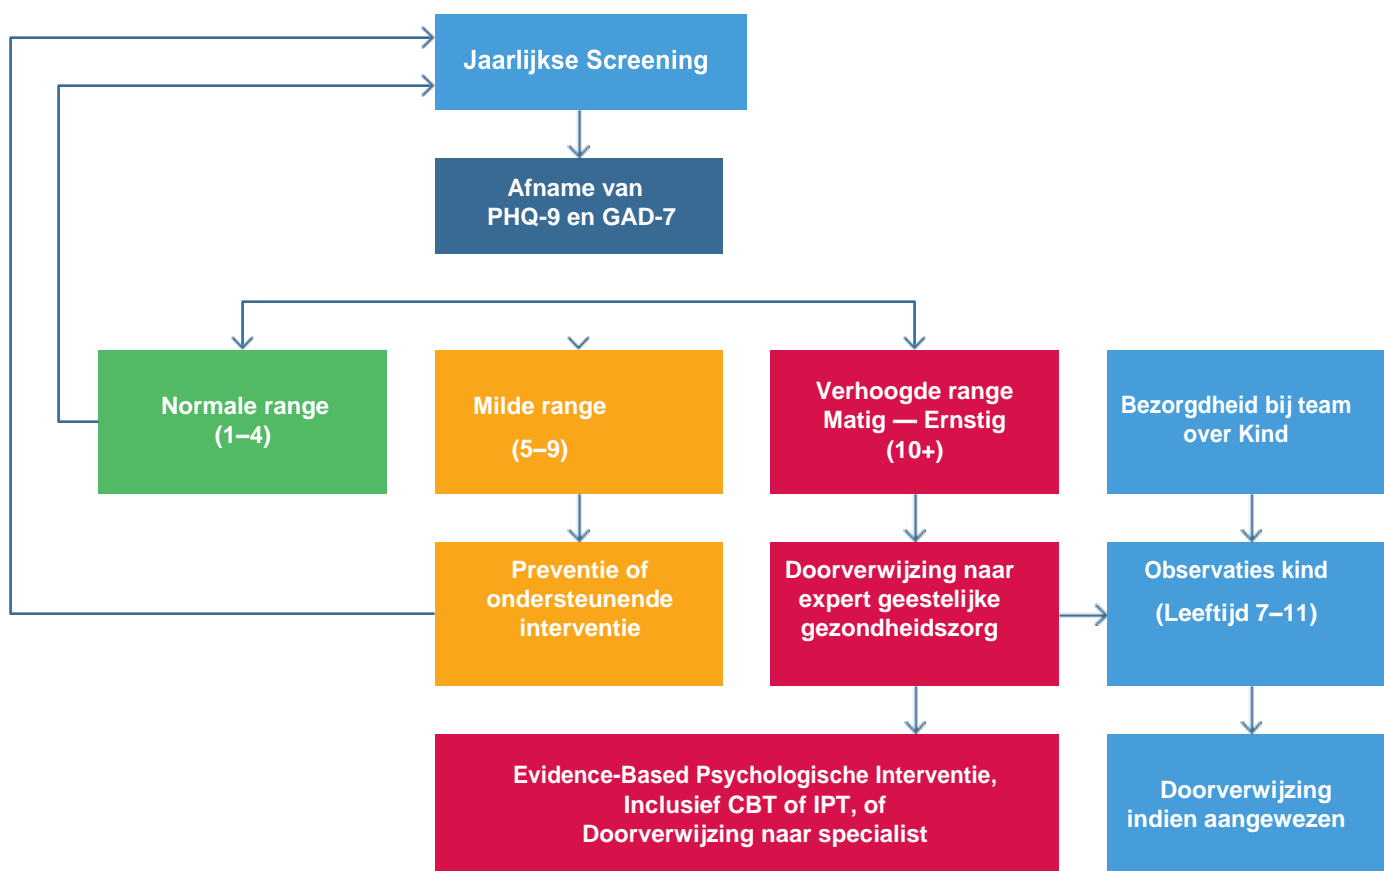 Jaarlijkse Screening
Afname van
PHQ-9 en GAD-7
Normale range
(1–4)
Milde range
(5–9)
Verhoogde range
Matig — Ernstig
(10+)
Bezorgdheid bij team
over Kind
Preventie of
ondersteunende
interventie
Doorverwijzing naar
expert geestelijke
gezondheidszorg
Observaties kind
(Leeftijd 7–11)
Evidence-Based Psychologische Interventie,
Inclusief CBT of IPT, of
Doorverwijzing naar specialist
Doorverwijzing
indien aangewezen